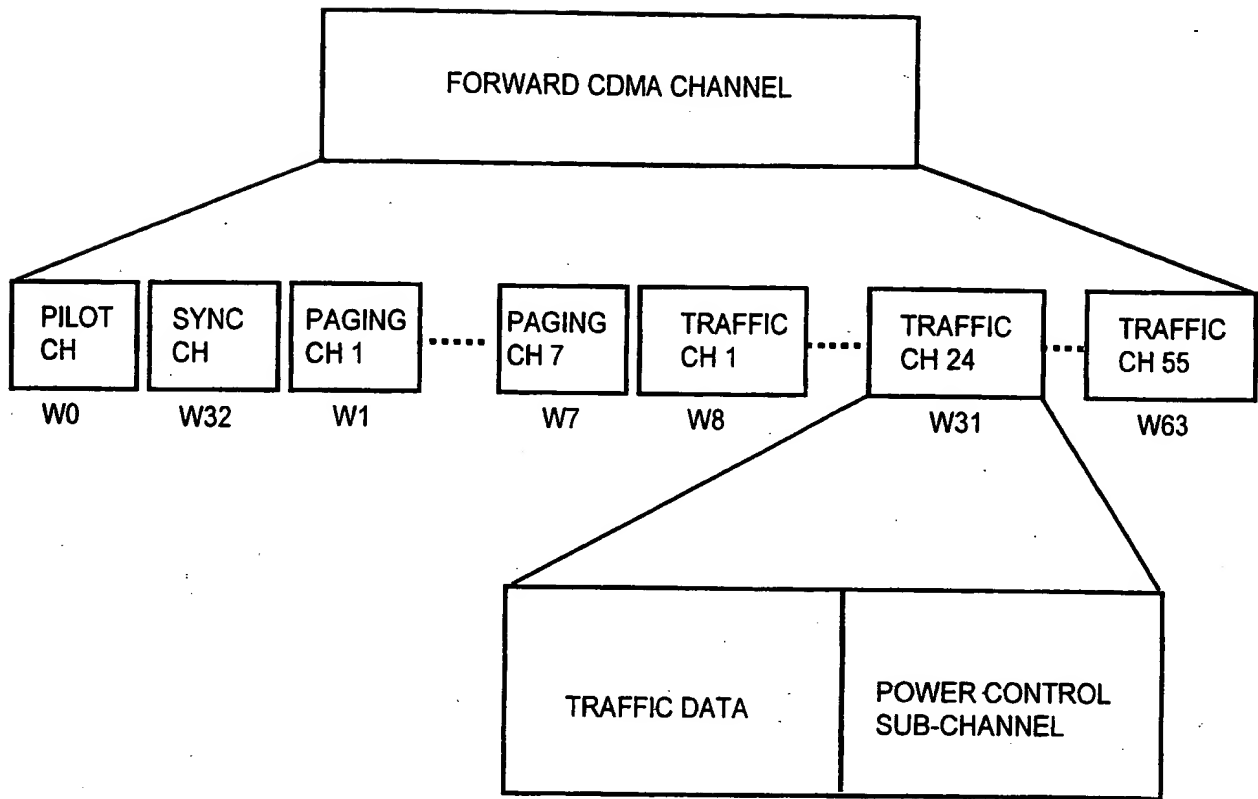 FORWARD CDMA CHANNEL
PILOT
CH
SYNC
CH
PAGING
CH 1
PAGING
CH 7
TRAFFIC
CH 1
TRAFFIC
CH 24
TRAFFIC
CH 55
W0
W32
W1
W7
W8
W31
W63
TRAFFIC DATA
POWER CONTROL
SUB-CHANNEL